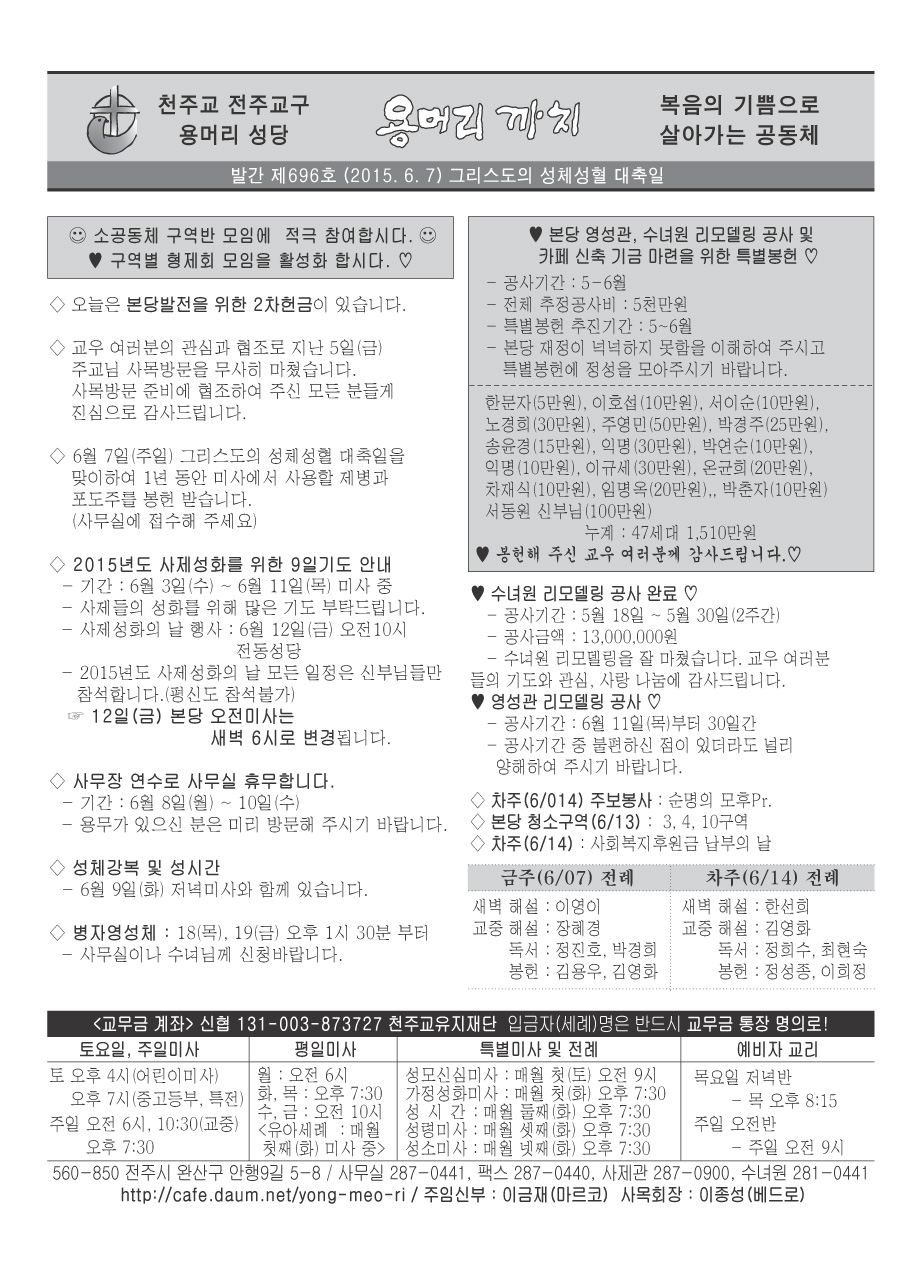 천주교 전주교구
용머리 성당
용머리 까치
복음의 기쁨으로
살아가는 공동체
발간 제696호 (2015. 6. 7) 그리스도의 성체성혈 대축일
☺ 소공동체 구역반 모임에 적극 참여합시다. ☺
♥ 구역별 형제회 모임을 활성화 합시다. ♡
◇ 오늘은 본당발전을 위한 2차헌금이 있습니다.
◇ 교우 여러분의 관심과 협조로 지난 5일(금)
주교님 사목방문을 무사히 마쳤습니다.
사목방문 준비에 협조하여 주신 모든 분들게
진심으로 감사드립니다.
◇ 6월 7일(주일) 그리스도의 성체성혈 대축일을
맞이하여 1년 동안 미사에서 사용할 제병과
포도주를 봉헌 받습니다.
(사무실에 접수해 주세요)
◇ 2015년도 사제성화를 위한 9일기도 안내
- 기간 : 6월 3일(수) ~ 6월 11일(목) 미사 중
- 사제들의 성화를 위해 많은 기도 부탁드립니다.
- 사제성화의 날 행사 : 6월 12일(금) 오전10시
전동성당
- 2015년도 사제성화의 날 모든 일정은 신부님들만
참석합니다.(평신도 참석불가)
☞ 12일(금) 본당 오전미사는
새벽 6시로 변경됩니다.
◇ 사무장 연수로 사무실 휴무합니다.
- 기간 : 6월 8일(월) ~ 10일(수)
- 용무가 있으신 분은 미리 방문해 주시기 바랍니다.
◇ 성체강복 및 성시간
- 6월 9일(화) 저녁미사와 함께 있습니다.
◇ 병자영성체 : 18(목), 19(금) 오후 1시 30분 부터
- 사무실이나 수녀님께 신청바랍니다.
♥ 본당 영성관, 수녀원 리모델링 공사 및
카페 신축 기금 마련을 위한 특별봉헌 ♡
- 공사기간 : 5-6월
- 전체 추정공사비 : 5천만원
- 특별봉헌 추진기간 : 5~6월
- 본당 재정이 넉넉하지 못함을 이해하여 주시고
특별봉헌에 정성을 모아주시기 바랍니다.
한문자(5만원), 이호섭(10만원), 서이순(10만원),
노경희(30만원), 주영민(50만원), 박경주(25만원),
송윤경(15만원), 익명(30만원), 박연순(10만원),
익명(10만원), 이규세(30만원), 온균희(20만원),
차재식(10만원), 임명옥(20만원),, 박춘자(10만원)
서동원 신부님(100만원)
누계 : 47세대 1,510만원
♥ 봉헌해 주신 교우 여러분께 감사드립니다.♡
♥ 수녀원 리모델링 공사 완료 ♡
- 공사기간 : 5월 18일 ~ 5월 30일(2주간)
- 공사금액 : 13,000,000원
- 수녀원 리모델링을 잘 마쳤습니다. 교우 여러분
들의 기도와 관심, 사랑 나눔에 감사드립니다.
♥ 영성관 리모델링 공사 ♡
- 공사기간 : 6월 11일(목)부터 30일간
- 공사기간 중 불편하신 점이 있더라도 널리
양해하여 주시기 바랍니다.
◇ 차주(6/014) 주보봉사 : 순명의 모후Pr.
◇ 본당 청소구역(6/13) : 3, 4, 10구역
◇ 차주(6/14) : 사회복지후원금 납부의 날
금주(6/07) 전례
새벽 해설 : 이영이
교중 해설 : 장혜경
독서 : 정진호, 박경희
봉헌 : 김용우, 김영화
차주(6/14) 전례
새벽 해설 : 한선희
교중 해설 : 김영화
독서 : 정희수, 최현숙
봉헌 : 정성종, 이희정
<교무금 계좌> 신협 131-003-873727 천주교유지재단 입금자(세례)명은 반드시 교무금 통장 명의로!
토요일, 주일미사
토 오후 4시(어린이미사)
오후 7시(중고등부, 특전)
주일 오전 6시, 10:30(교중)
오후 7:30
평일미사
월 : 오전 6시
화, 목 : 오후 7:30
수, 금 : 오전 10시
<유아세례 : 매월
첫째(화) 미사 중>
특별미사 및 전례
성모신심미사 : 매월 첫(토) 오전 9시
가정성화미사 : 매월 첫(화) 오후 7:30
성 시 간 : 매월 둘째(화) 오후 7:30
성령미사 : 매월 셋째(화) 오후 7:30
성소미사 : 매월 넷째(화) 오후 7:30
예비자 교리
목요일 저녁반
- 목 오후 8:15
주일 오전반
- 주일 오전 9시
560-850 전주시 완산구 안행9길 5-8 / 사무실 287-0441, 팩스 287-0440, 사제관 287-0900, 수녀원 281-0441
http://cafe.daum.net/yong-meo-ri / 주임신부 : 이금재(마르코) 사목회장 : 이종성(베드로)